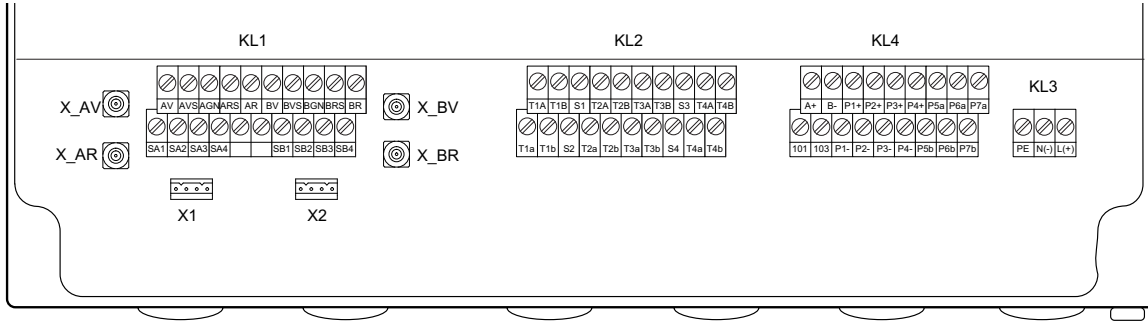 KL1 KL2 KL4
AV AVS AGN ARS AR BV BVS BGN BRS BR T1A T1B S1 T2A T2B T3A T3B S3 T4A T4B A+ B- P1+ P2+ P3+ P4+ P5a P6a P7a KL3
X_AV X_BV
SA1 SA2 SA3 SA4 SB1 SB2 SB3 SB4 T1a T1b S2 T2a T2b T3a T3b S4 T4a T4b 101 103 P1- P2- P3- P4- P5b P6b P7b PE N(-) L(+)
X_AR X_BR
X1 X2